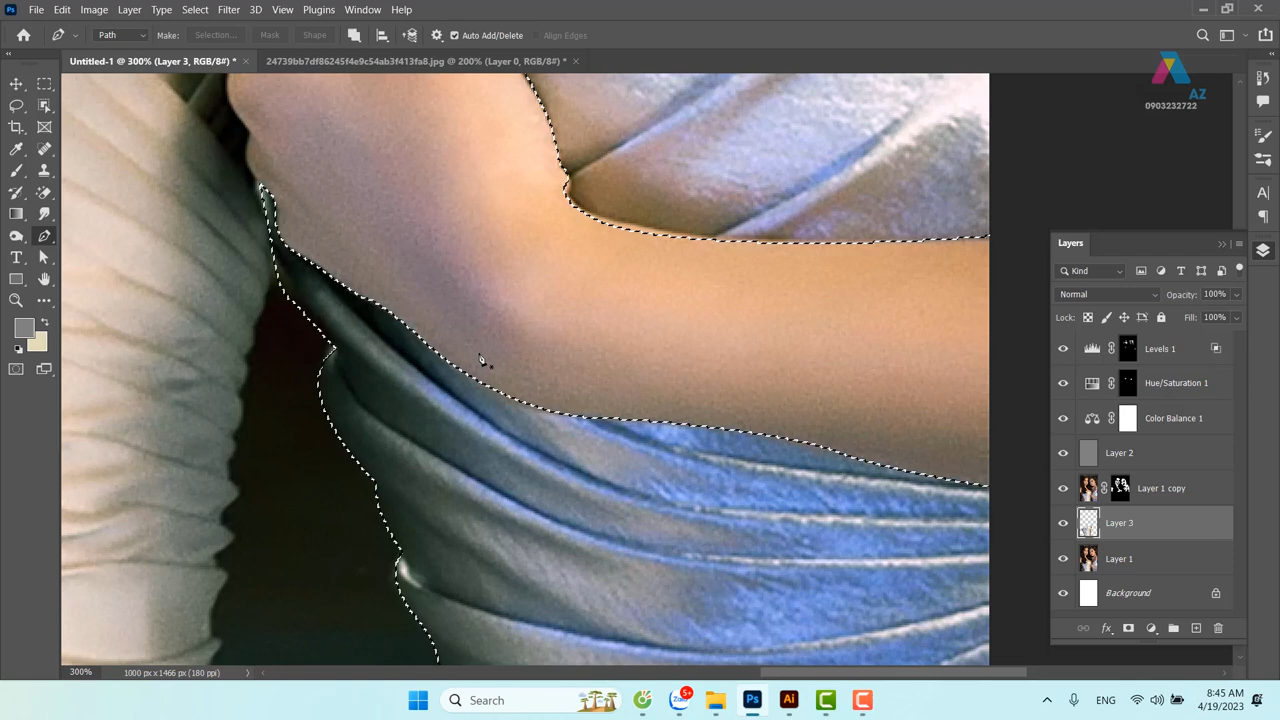 File Edit Image Layer Type Select Filter 3D View Plugins Window Help
Path Make: Selection... Mask Shape Auto Add/Delete Align Edges
Untitled-1 @ 300% (Layer 3, RGB/8#) * 24739bb7df86245f4e9c54ab3f413fa8.jpg @ 200% (Layer 0, RGB/8#) *
AZ
0903232722
Layers
Kind
Normal Opacity: 100%
Lock: Fill: 100%
Levels 1
Hue/Saturation 1
Color Balance 1
Layer 2
Layer 1 copy
Layer 3
Layer 1
Background
300% 1000 px x 1466 px (180 ppi)
Search 5+ ENG 8:45 AM
4/19/2023